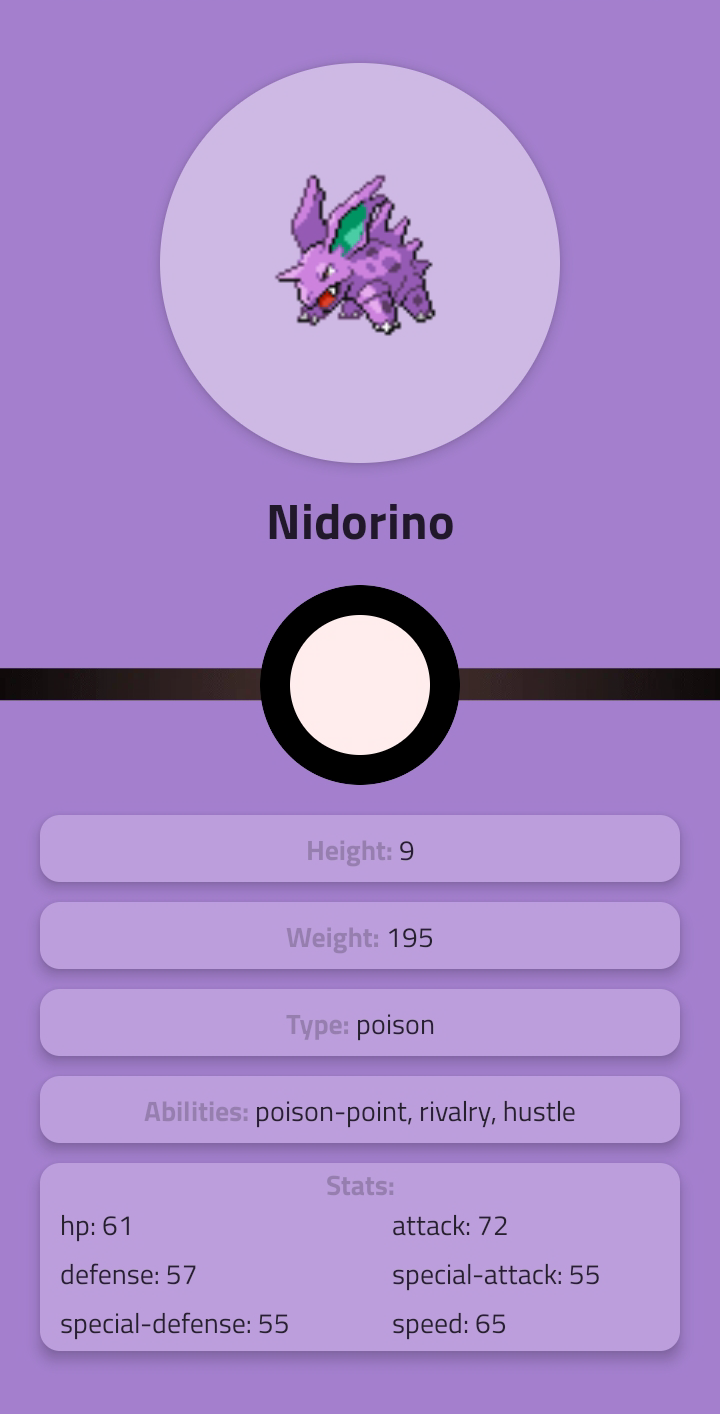 Nidorino
Height: 9
Weight: 195
Type: poison
Abilities: poison-point, rivalry, hustle
Stats:
hp: 61 attack: 72
defense: 57 special-attack: 55
special-defense: 55 speed: 65